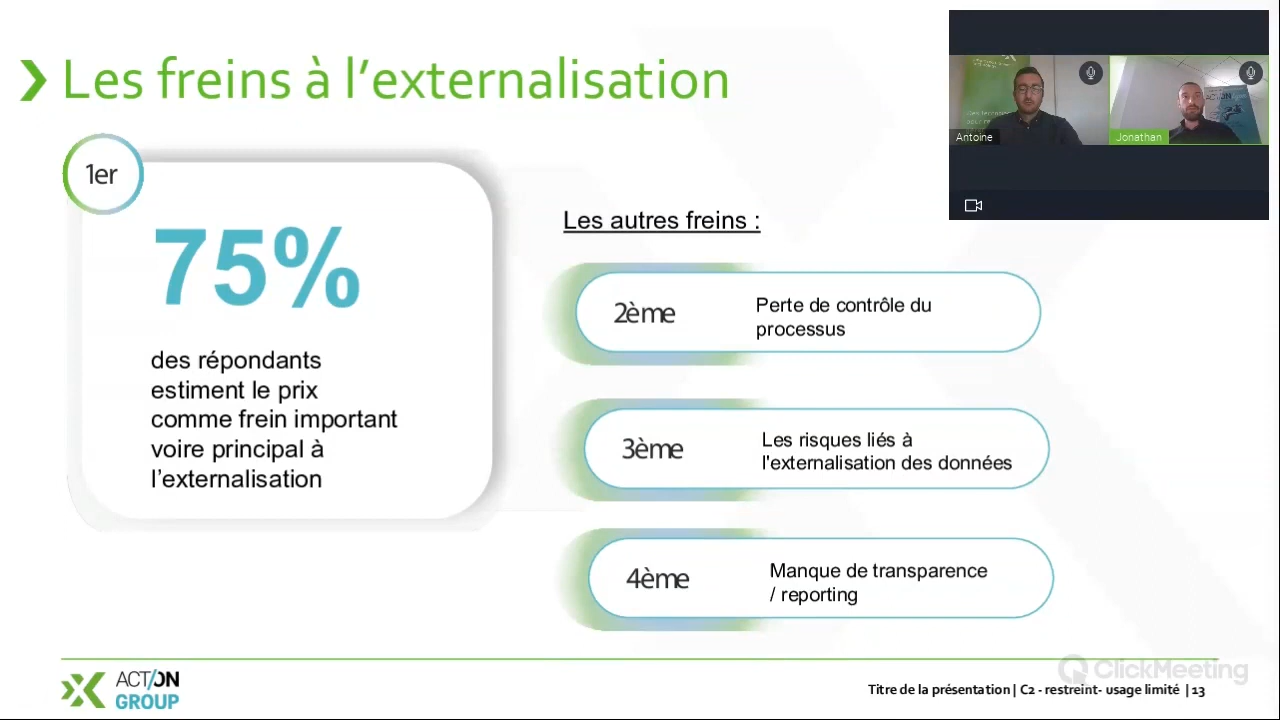 Les freins à l’externalisation
1er
75%
des répondants
estiment le prix
comme frein important
voire principal à
l’externalisation
Les autres freins :
2ème
Perte de contrôle du
processus
3ème
Les risques liés à
l'externalisation des données
4ème
Manque de transparence
/ reporting
Antoine
Jonathan
ACTION
ACT/ON
GROUP
ClickMeeting
Titre de la présentation | C2 - restreint- usage limité | 13